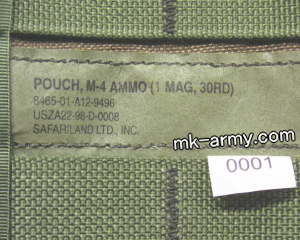 POUCH, M-4 AMMO (1 MAG, 30RD)
8465-01-A12-9496
USZA22-98-D-0008
SAFARILAND LTD., INC.
mk-army.com
0001